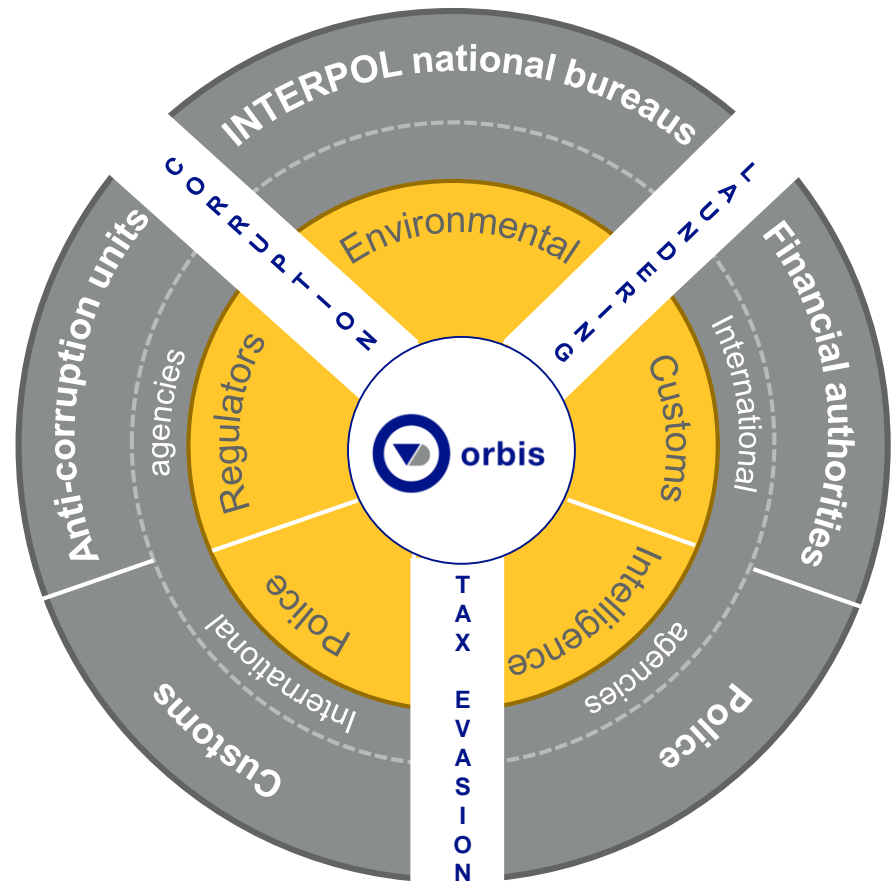 INTERPOL national bureaus
CORRUPTION
LAUNDERING
Environmental
Anti-corruption units
agencies
Regulators
Customs
International
Financial authorities
orbis
Police
International
Customs
Intelligence
agencies
Police
TAX EVASION